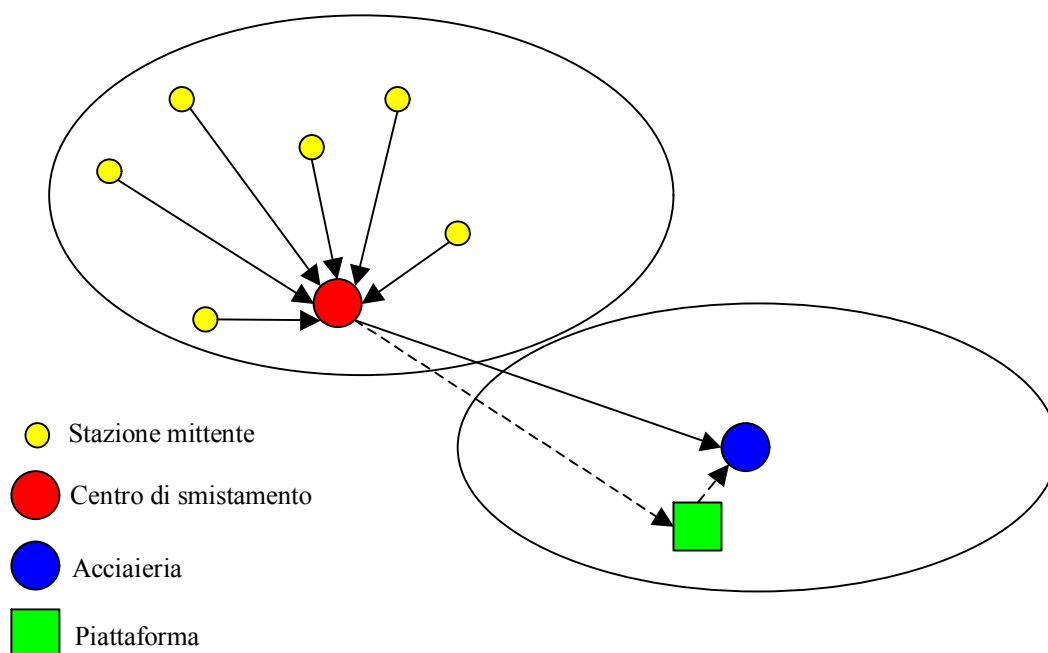 Stazione mittente
Centro di smistamento
Acciaieria
Piattaforma